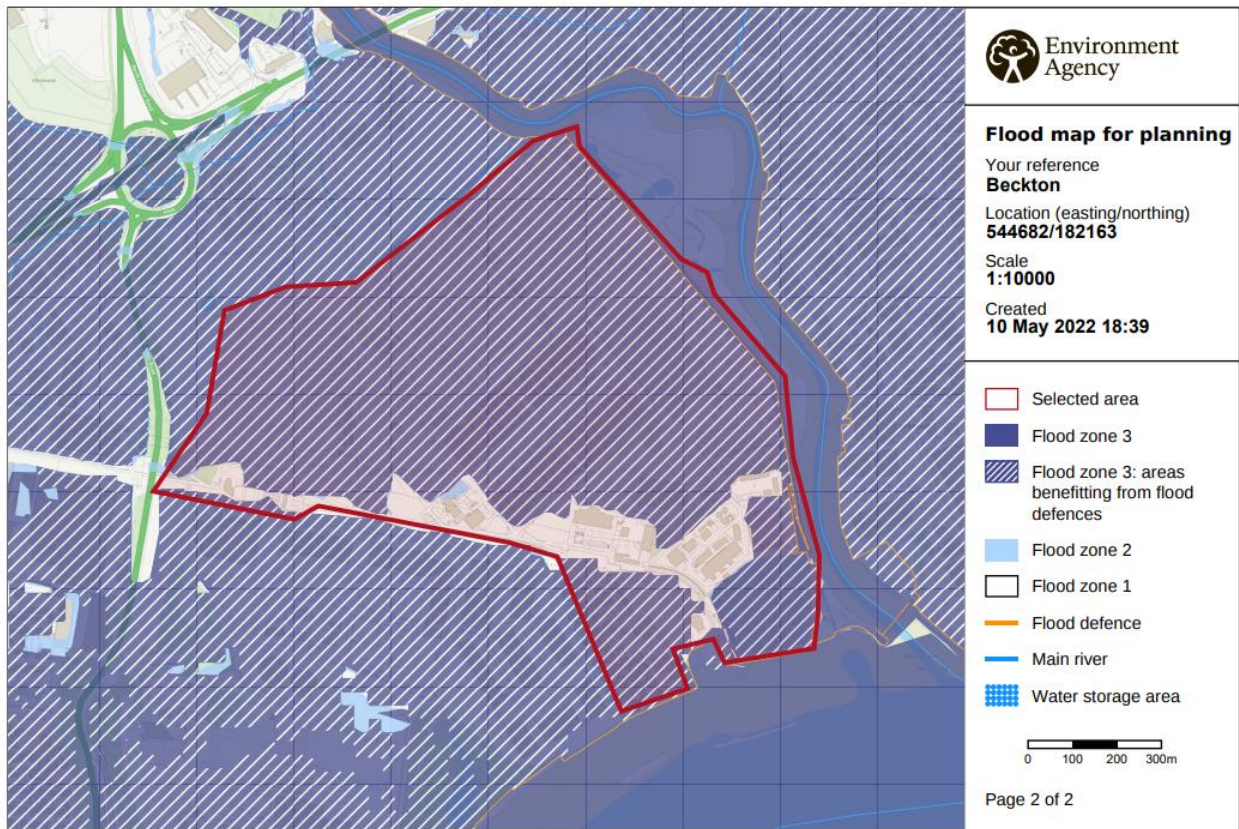 Environment
Agency
Flood map for planning
Your reference
Beckton
Location (easting/northing)
544682/182163
Scale
1:10000
Created
10 May 2022 18:39
Selected area
Flood zone 3
Flood zone 3: areas
benefitting from flood
defences
Flood zone 2
Flood zone 1
Flood defence
Main river
Water storage area
0 100 200 300m
Page 2 of 2